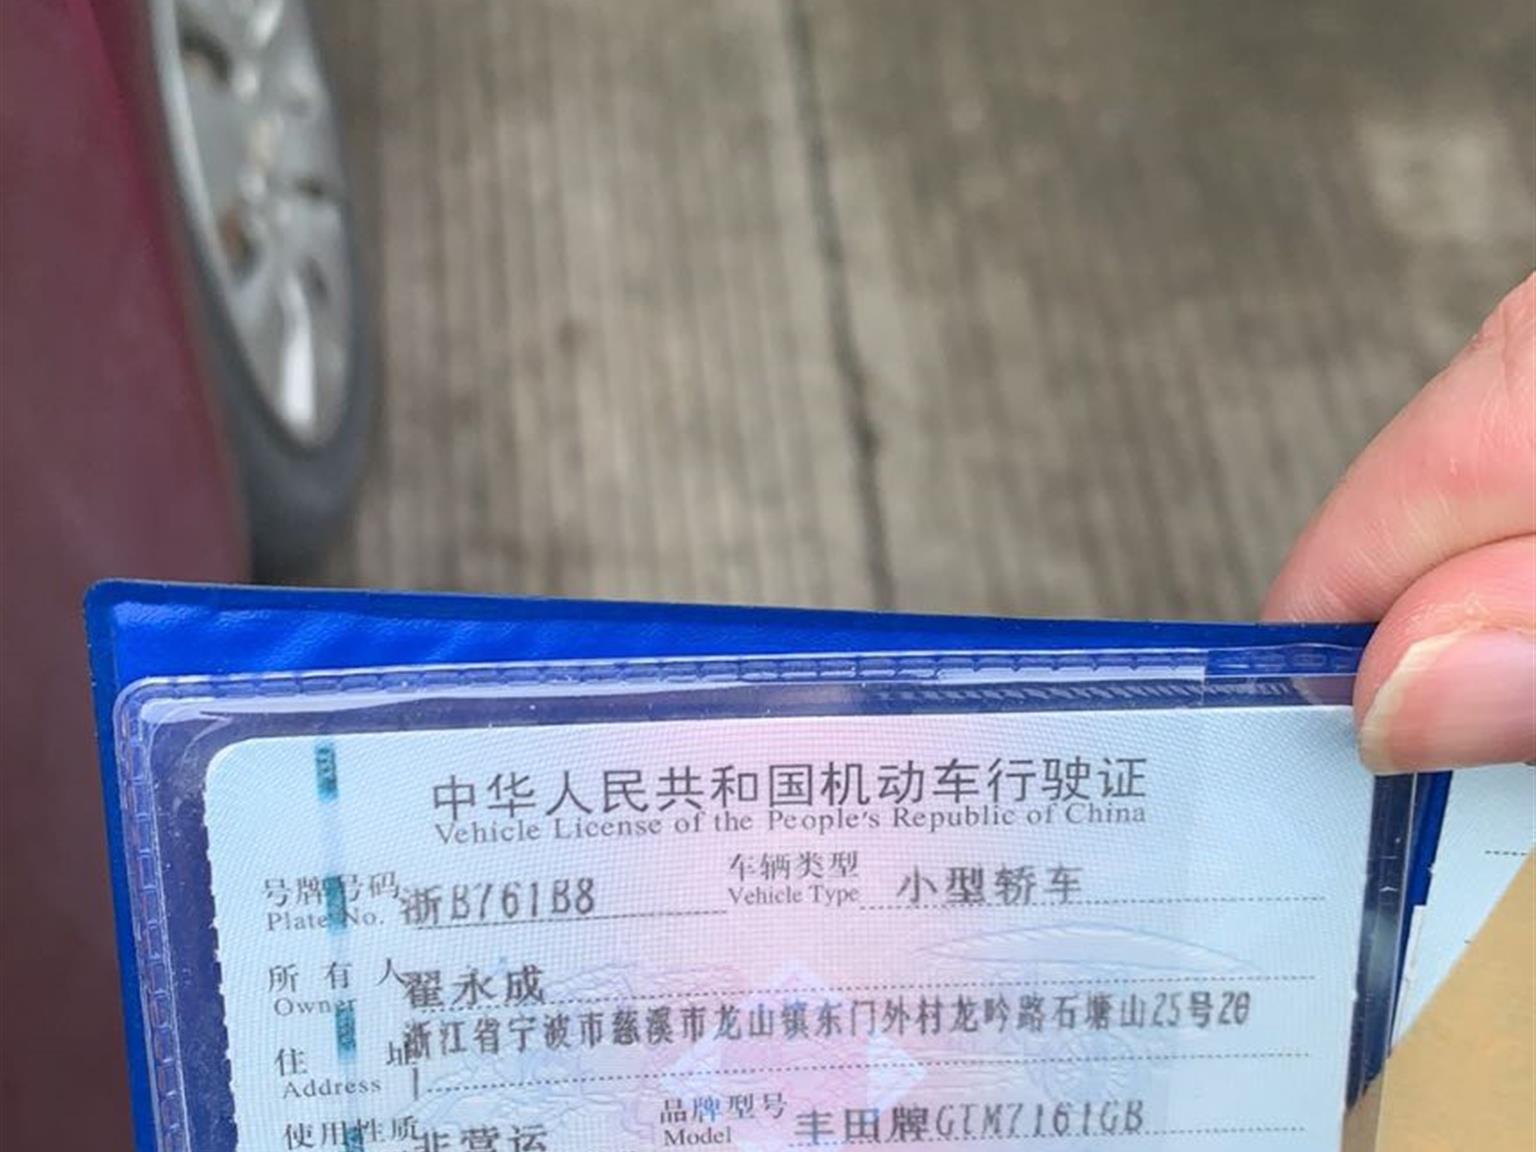 中华人民共和国机动车行驶证
Vehicle License of the People's Republic of China
号牌号码 浙B761B8 车辆类型 小型轿车
Plate No. Vehicle Type
所有人 翟永成
Owner
住址 浙江省宁波市慈溪市龙山镇东门外村龙吟路石塘山25号20
Address
使用性质 非营运 品牌型号 丰田牌GTM7161GB
Model